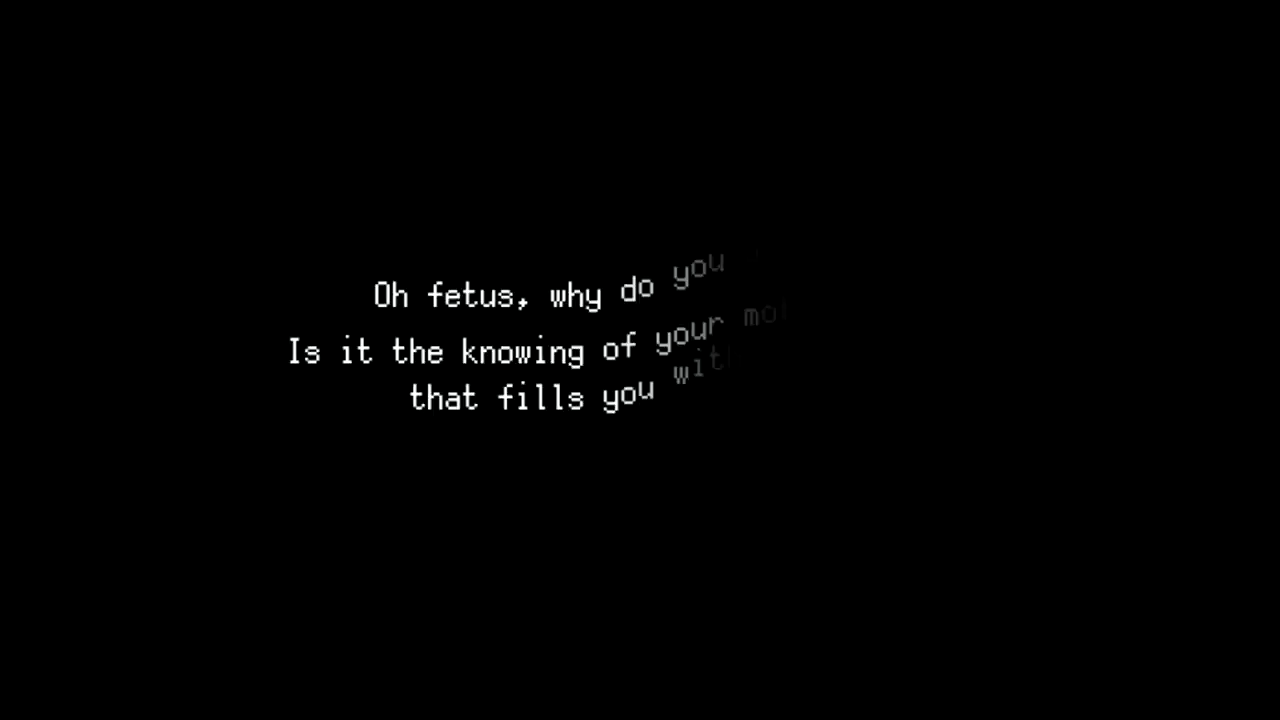 Oh fetus, why do you
Is it the knowing of your
that fills you